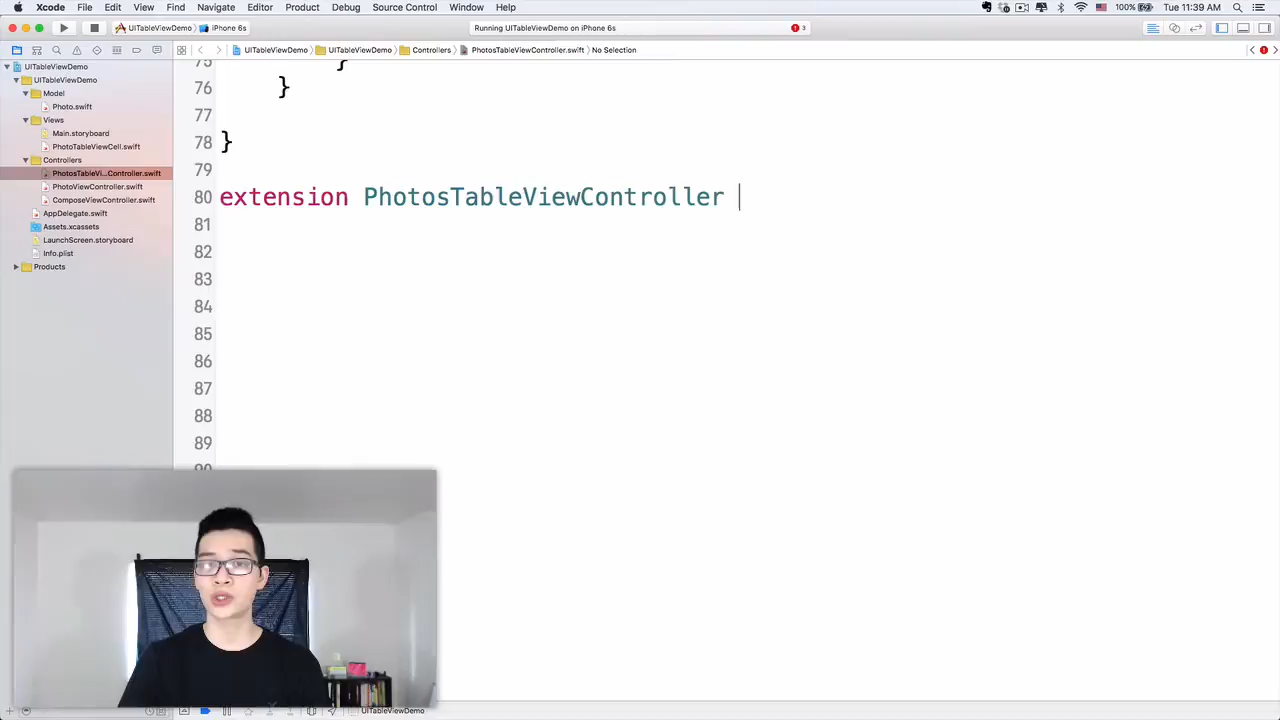 Xcode File Edit View Find Navigate Editor Product Debug Source Control Window Help 100% Tue 11:39 AM
UITableViewDemo iPhone 6s Running UITableViewDemo on iPhone 6s 3
UITableViewDemo UITableViewDemo Controllers PhotosTableViewController.swift No Selection
UITableViewDemo
UITableViewDemo
Model
Photo.swift
Views
Main.storyboard
PhotoTableViewCell.swift
Controllers
PhotosTableVi...Controller.swift
PhotoViewController.swift
ComposeViewController.swift
AppDelegate.swift
Assets.xcassets
LaunchScreen.storyboard
Info.plist
Products
75 }
76 }
77
78 }
79
80 extension PhotosTableViewController
81
82
83
84
85
86
87
88
89
90
UITableViewDemo